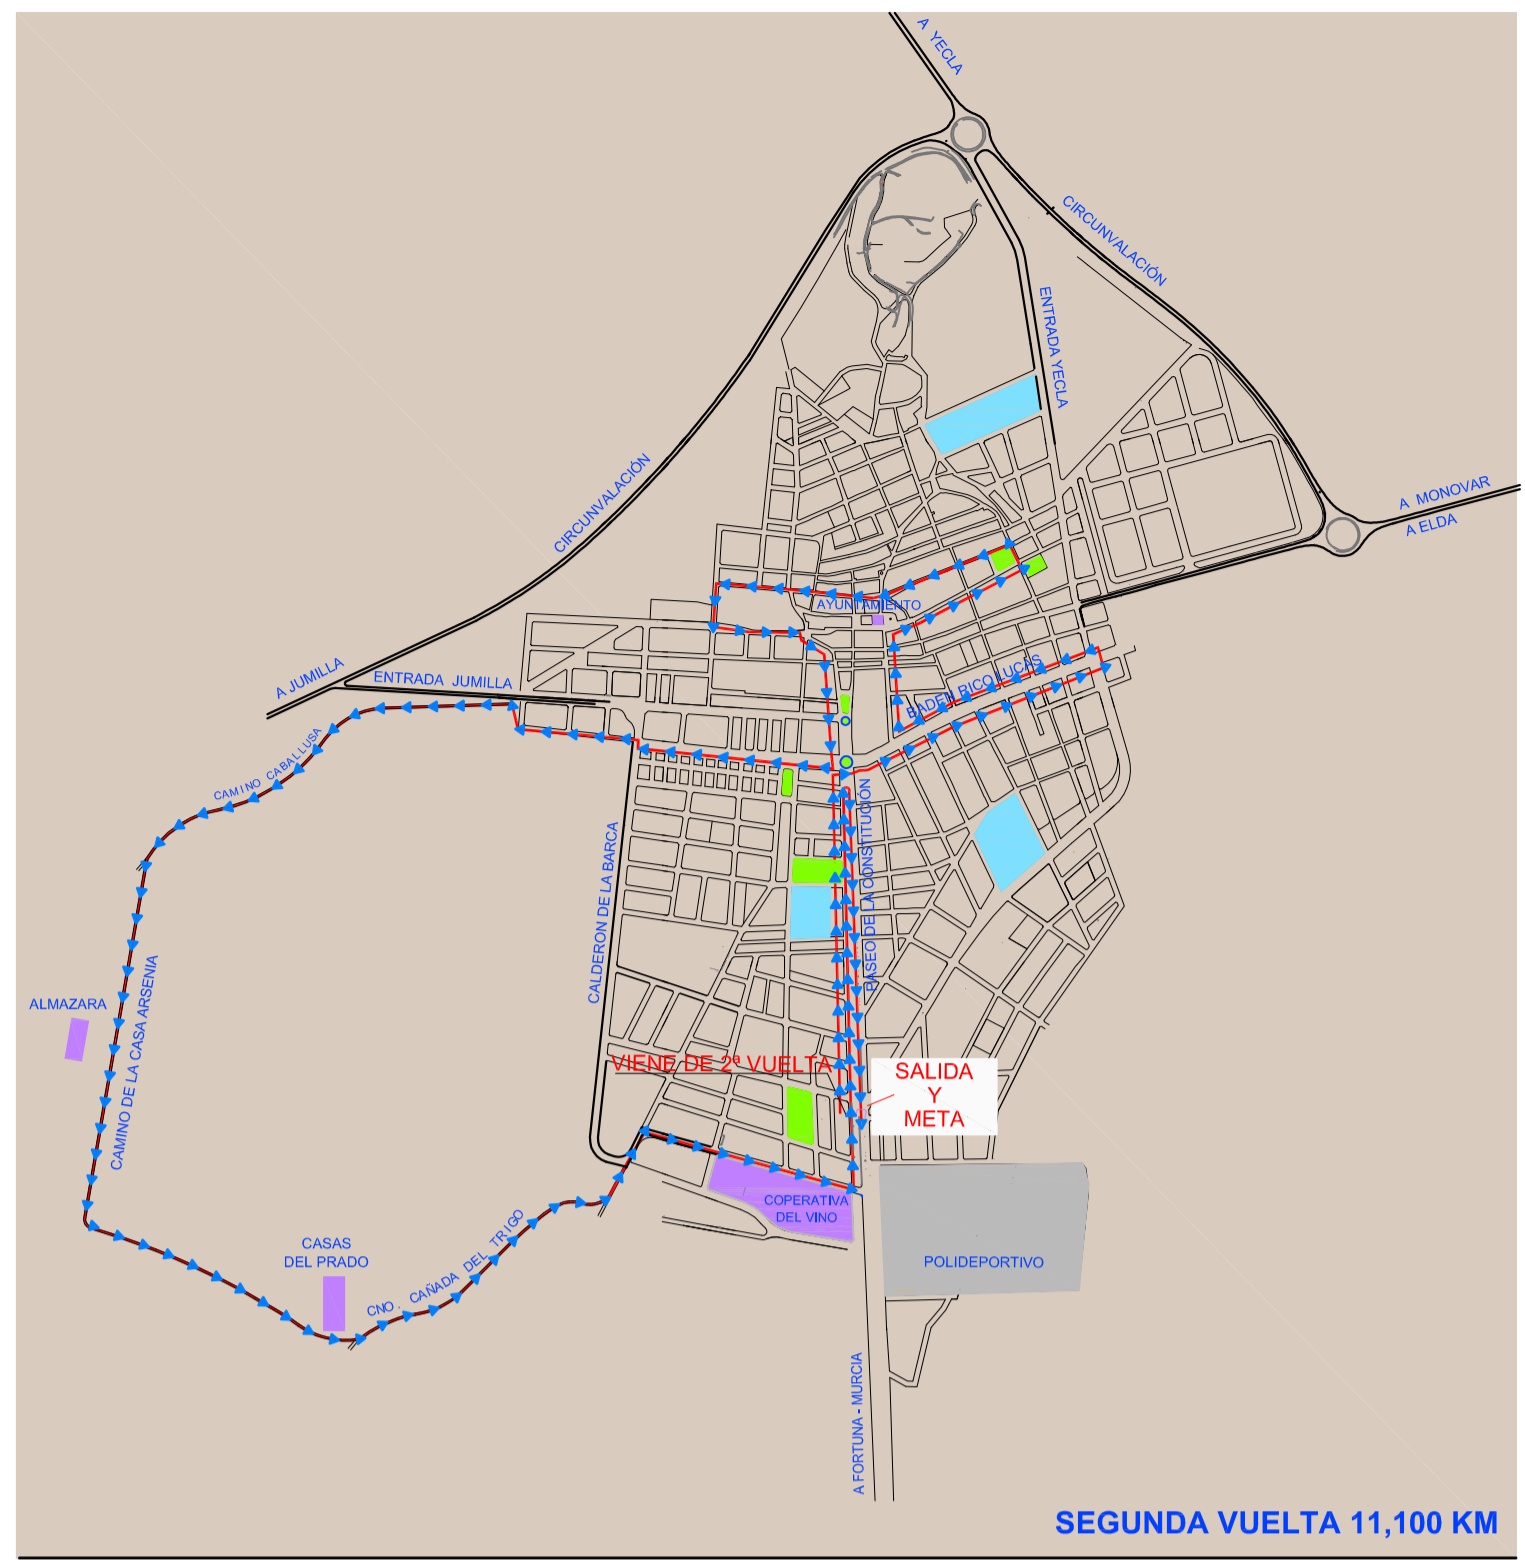 A YECLA
CIRCUNVALACIÓN
ENTRADA YECLA
CIRCUNVALACIÓN
A MONOVAR
A ELDA
AYUNTAMIENTO
A JUMILLA
ENTRADA JUMILLA
BADEN RICO LUCAS
CAMINO CABALLUSA
PASEO DE LA CONSTITUCIÓN
CALDERON DE LA BARCA
CAMINO DE LA CASA ARSENIA
ALMAZARA
VIENE DE 2ª VUELTA
SALIDA
Y
META
COPERATIVA
DEL VINO
CASAS
DEL PRADO
CNO. CAÑADA DEL TRIGO
POLIDEPORTIVO
A FORTUNA - MURCIA
SEGUNDA VUELTA 11,100 KM